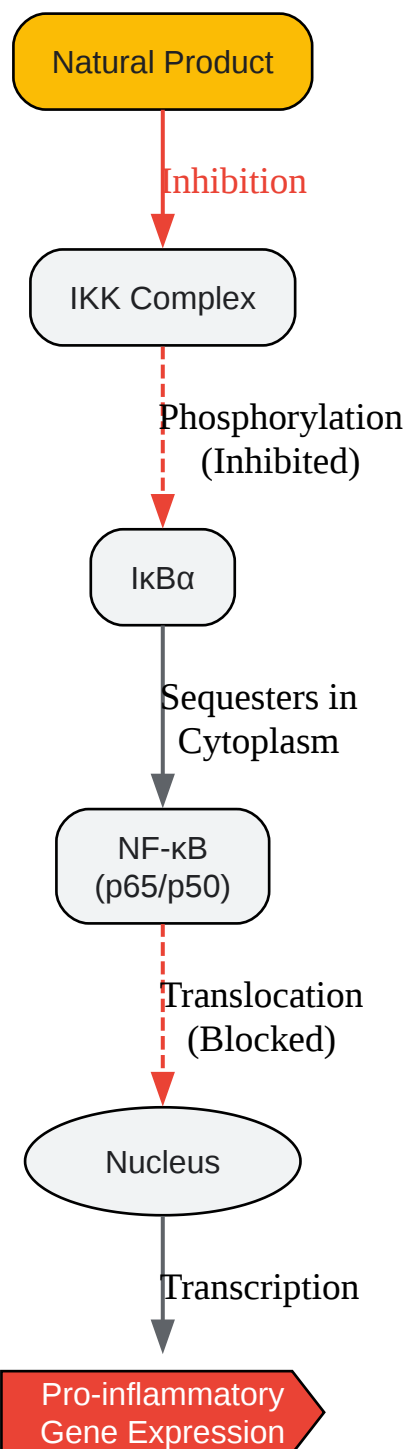 Natural Product
Inhibition
IKK Complex
Phosphorylation
(Inhibited)
IκBα
Sequesters in
Cytoplasm
NF-κB
(p65/p50)
Translocation
(Blocked)
Nucleus
Transcription
Pro-inflammatory
Gene Expression